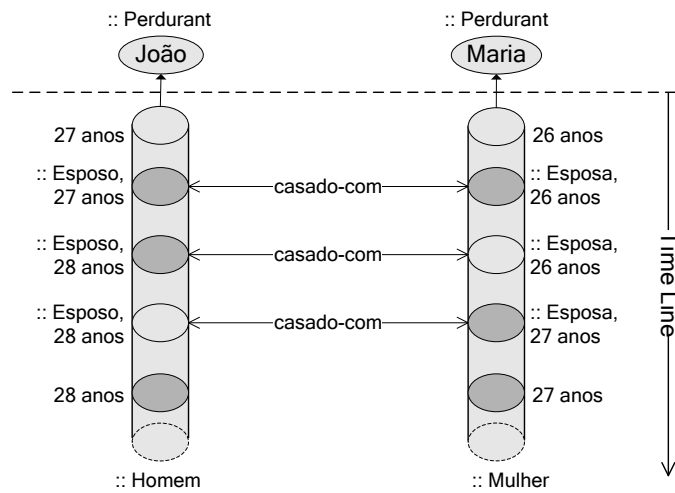 :: Perdurant
:: Perdurant
João
Maria
27 anos
26 anos
:: Esposo,
27 anos
casado-com
:: Esposa,
26 anos
:: Esposo,
28 anos
casado-com
:: Esposa,
26 anos
:: Esposo,
28 anos
casado-com
:: Esposa,
27 anos
28 anos
27 anos
Time Line
:: Homem
:: Mulher